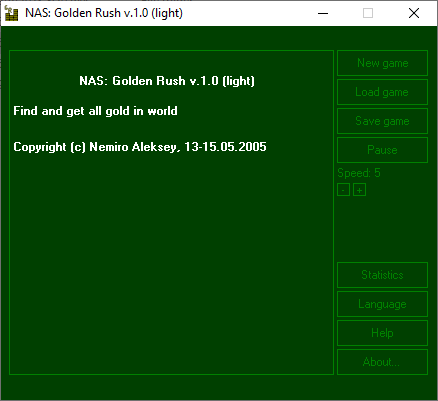 NAS: Golden Rush v.1.0 (light)
NAS: Golden Rush v.1.0 (light)
Find and get all gold in world
Copyright (c) Nemiro Aleksey, 13-15.05.2005
New game
Load game
Save game
Pause
Speed: 5
- +
Statistics
Language
Help
About...